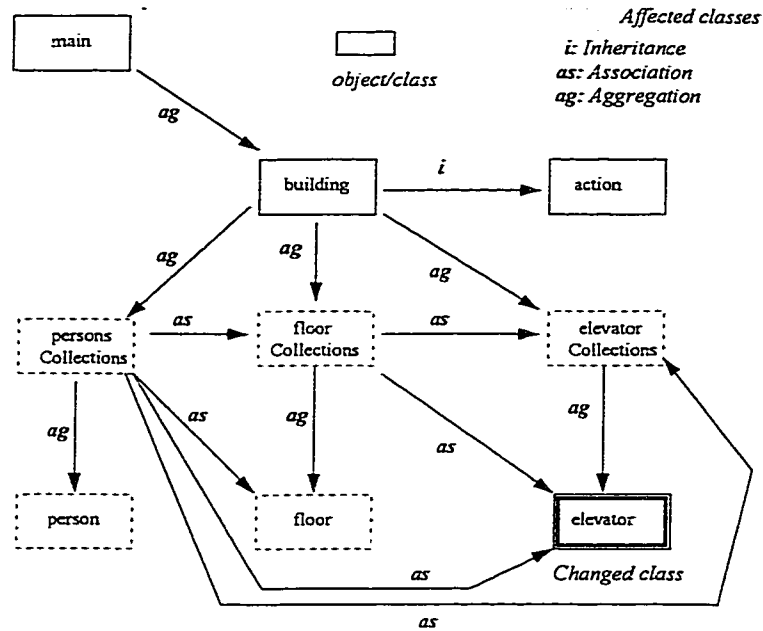 Affected classes
main
i: Inheritance
object/class
as: Association
ag: Aggregation
ag
building
i
action
ag
ag
ag
persons
Collections
as
floor
Collections
as
elevator
Collections
ag
as
ag
as
ag
person
floor
elevator
as
Changed class
as